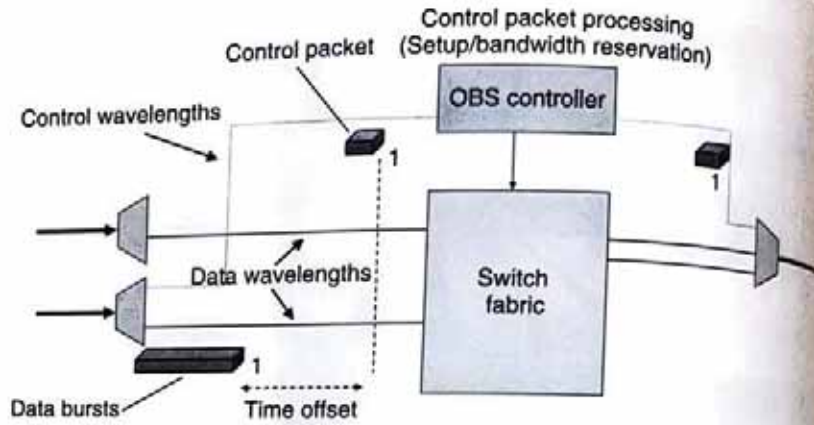 Control packet processing
(Setup/bandwidth reservation)
Control packet
OBS controller
Control wavelengths
1
1
Data wavelengths
Switch
fabric
1
Data bursts
Time offset